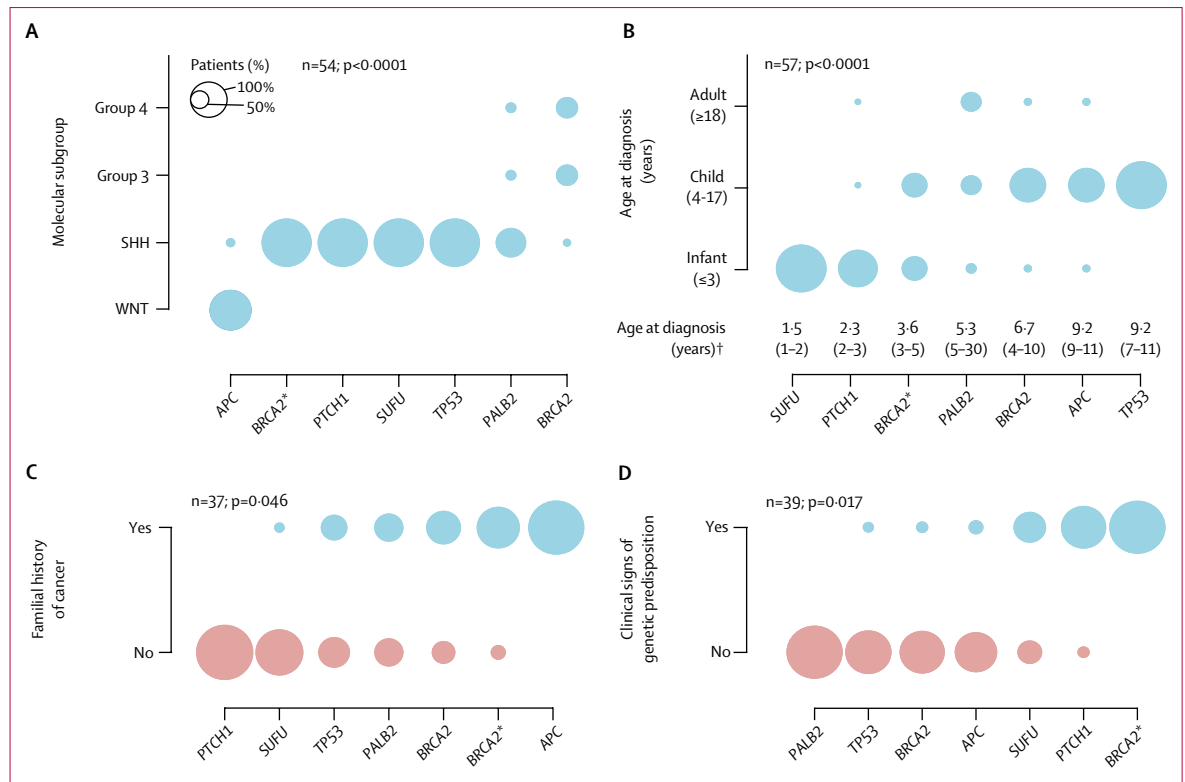 A
Patients (%)
100%
50%
n=54; p<0·0001
Molecular subgroup
Group 4
Group 3
SHH
WNT
APC
BRCA2*
PTCH1
SUFU
TP53
PALB2
BRCA2
B
n=57; p<0·0001
Age at diagnosis
(years)
Adult
(≥18)
Child
(4-17)
Infant
(≤3)
Age at diagnosis 1·5 2·3 3·6 5·3 6·7 9·2 9·2
(years)† (1–2) (2–3) (3–5) (5–30) (4–10) (9–11) (7–11)
SUFU
PTCH1
BRCA2*
PALB2
BRCA2
APC
TP53
C
n=37; p=0·046
Familial history
of cancer
Yes
No
PTCH1
SUFU
TP53
PALB2
BRCA2
BRCA2*
APC
D
n=39; p=0·017
Clinical signs of
genetic predisposition
Yes
No
PALB2
TP53
BRCA2
APC
SUFU
PTCH1
BRCA2*